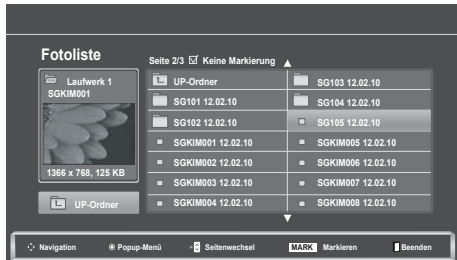 Fotoliste
Seite 2/3 ☑ Keine Markierung
Laufwerk 1
SGKIM001
1366 x 768, 125 KB
UP-Ordner
UP-Ordner
SG101 12.02.10
SG102 12.02.10
SGKIM001 12.02.10
SGKIM002 12.02.10
SGKIM003 12.02.10
SGKIM004 12.02.10
SG103 12.02.10
SG104 12.02.10
SG105 12.02.10
SGKIM005 12.02.10
SGKIM006 12.02.10
SGKIM007 12.02.10
SGKIM008 12.02.10
Navigation Popup-Menü Seitenwechsel MARK Markieren Beenden